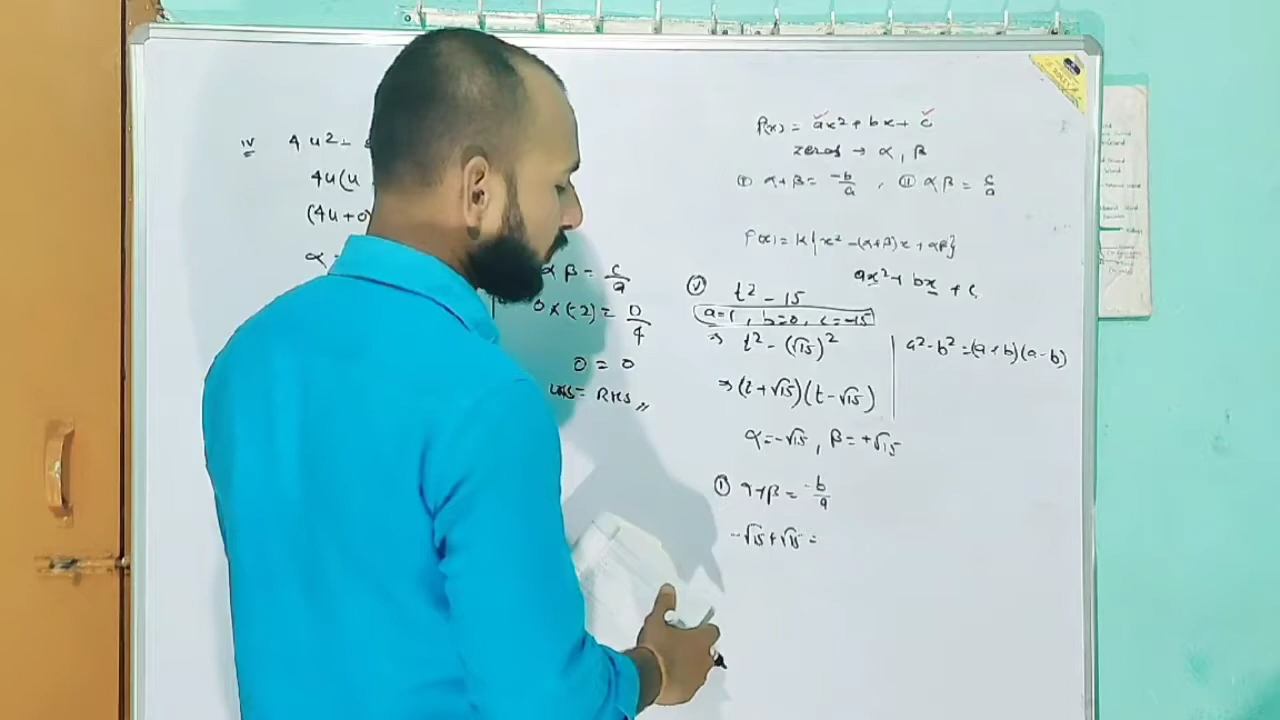 iv 4u² -
4u(u
(4u+0)
α =
αβ = c/a
0×(-2) = 0/4
0 = 0
LHS = RHS //
P(x) = ax² + bx + c
zeros → α, β
① α+β = -b/a , ② αβ = c/a
F(x) = K{x² - (α+β)x + αβ}
ax² + bx + c
ⓥ t² - 15
a=1, b=0, c=-15
⇒ t² - (√15)²
a² - b² = (a+b)(a-b)
⇒ (t+√15)(t-√15)
α = -√15, β = +√15
① α+β = -b/a
-√15+√15 =